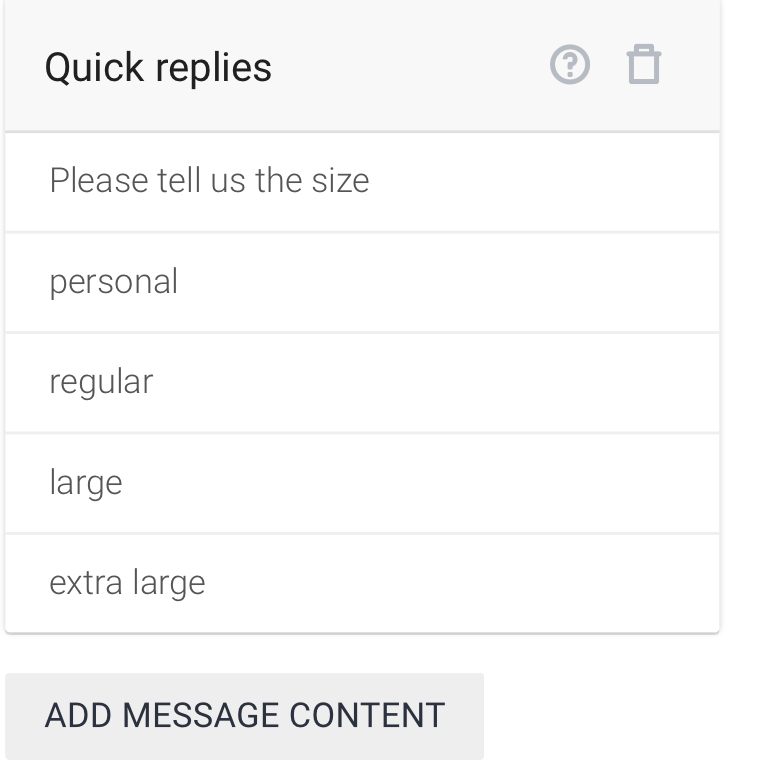 Quick replies
Please tell us the size
personal
regular
large
extra large
ADD MESSAGE CONTENT